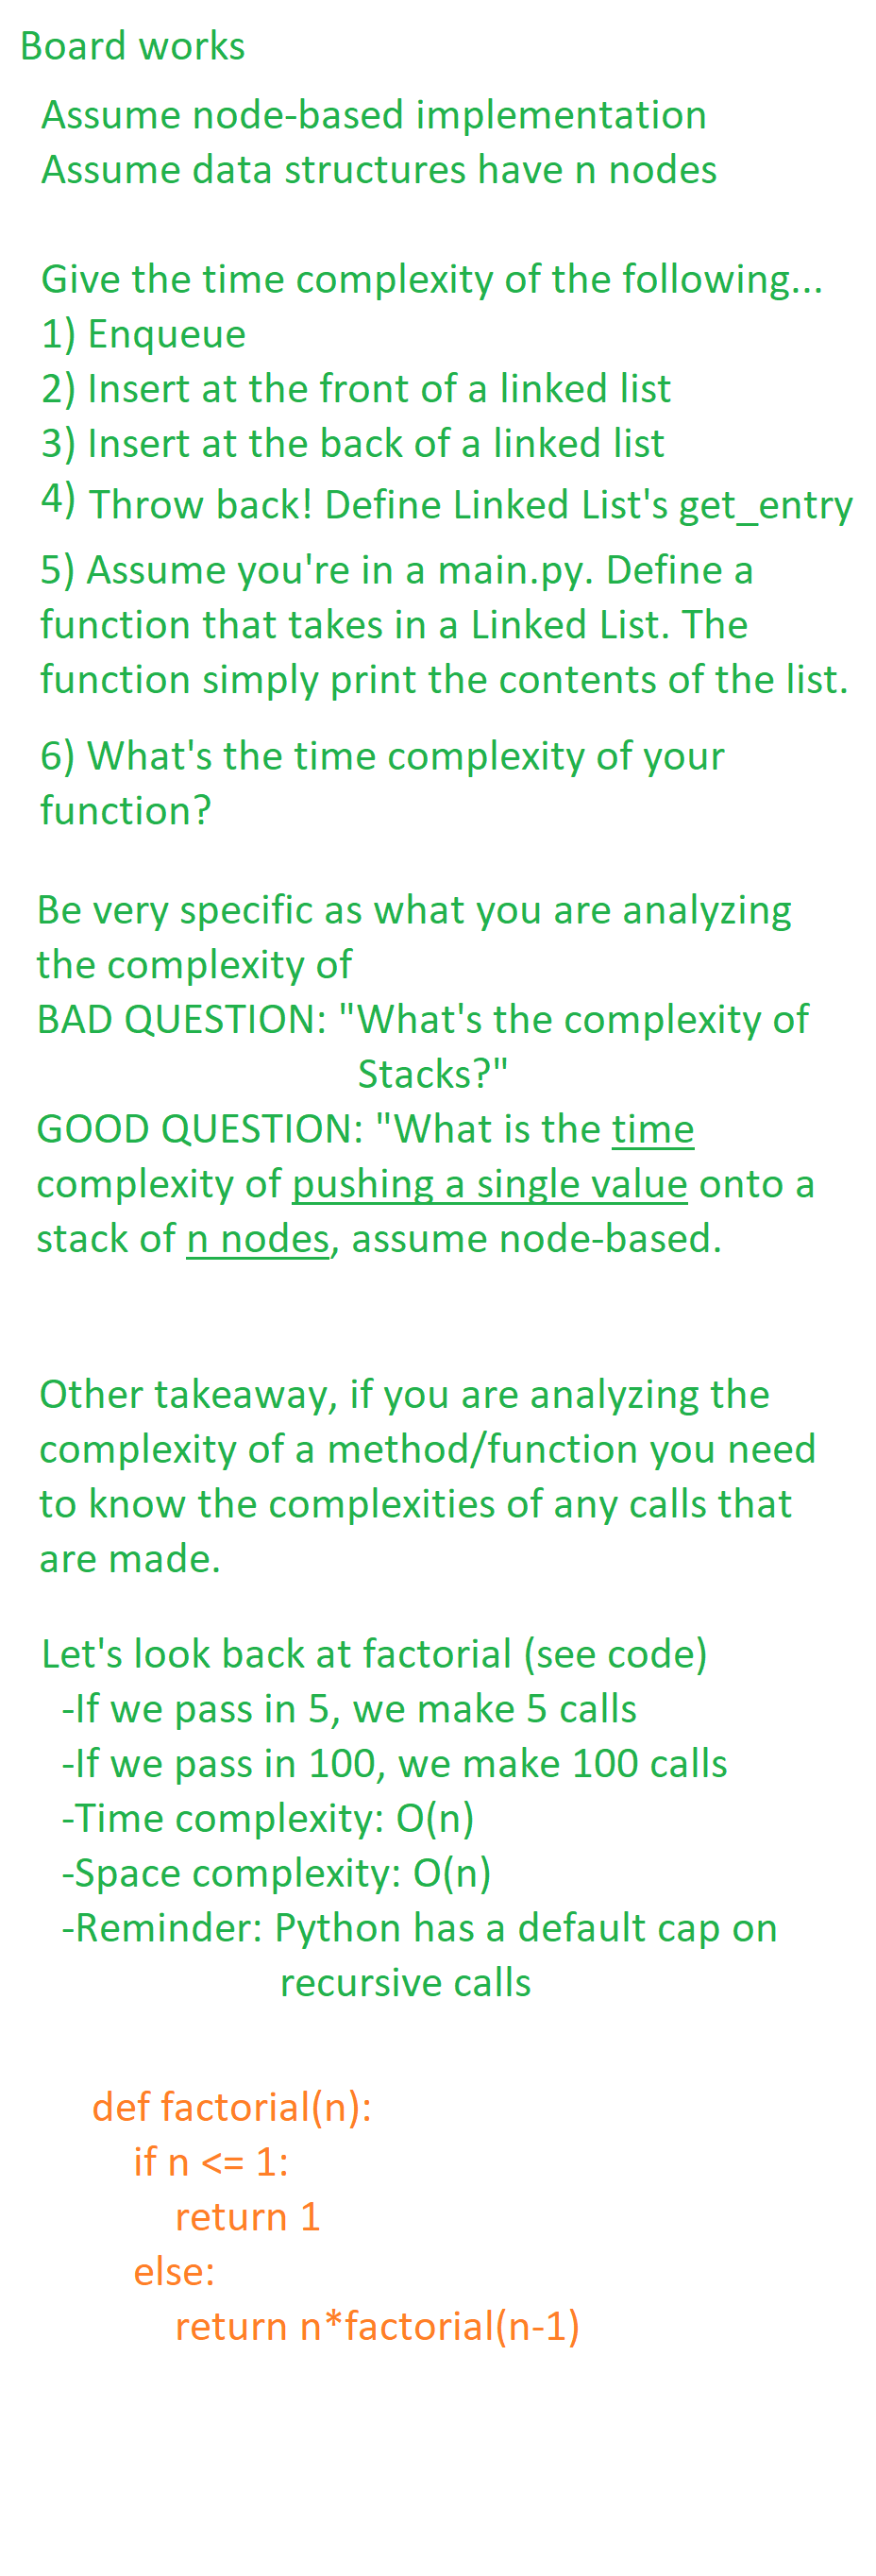 Board works
Assume node-based implementation
Assume data structures have n nodes
Give the time complexity of the following...
1) Enqueue
2) Insert at the front of a linked list
3) Insert at the back of a linked list
4) Throw back! Define Linked List's get_entry
5) Assume you're in a main.py. Define a
function that takes in a Linked List. The
function simply print the contents of the list.
6) What's the time complexity of your
function?
Be very specific as what you are analyzing
the complexity of
BAD QUESTION: "What's the complexity of
Stacks?"
GOOD QUESTION: "What is the time
complexity of pushing a single value onto a
stack of n nodes, assume node-based.
Other takeaway, if you are analyzing the
complexity of a method/function you need
to know the complexities of any calls that
are made.
Let's look back at factorial (see code)
-If we pass in 5, we make 5 calls
-If we pass in 100, we make 100 calls
-Time complexity: O(n)
-Space complexity: O(n)
-Reminder: Python has a default cap on
recursive calls
def factorial(n):
if n <= 1:
return 1
else:
return n*factorial(n-1)